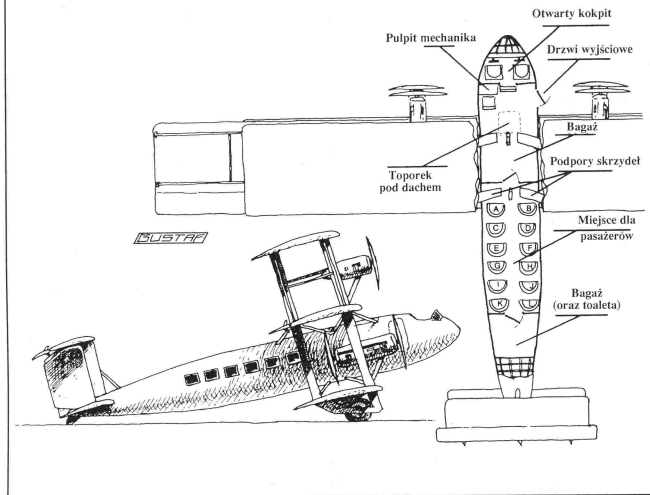 Otwarty kokpit
Pulpit mechanika
Drzwi wyjściowe
Bagaż
Toporek
pod dachem
Podpory skrzydeł
A B
C D
E F
G H
I J
K L
Miejsce dla
pasażerów
Bagaż
(oraz toaleta)
GUSTAF